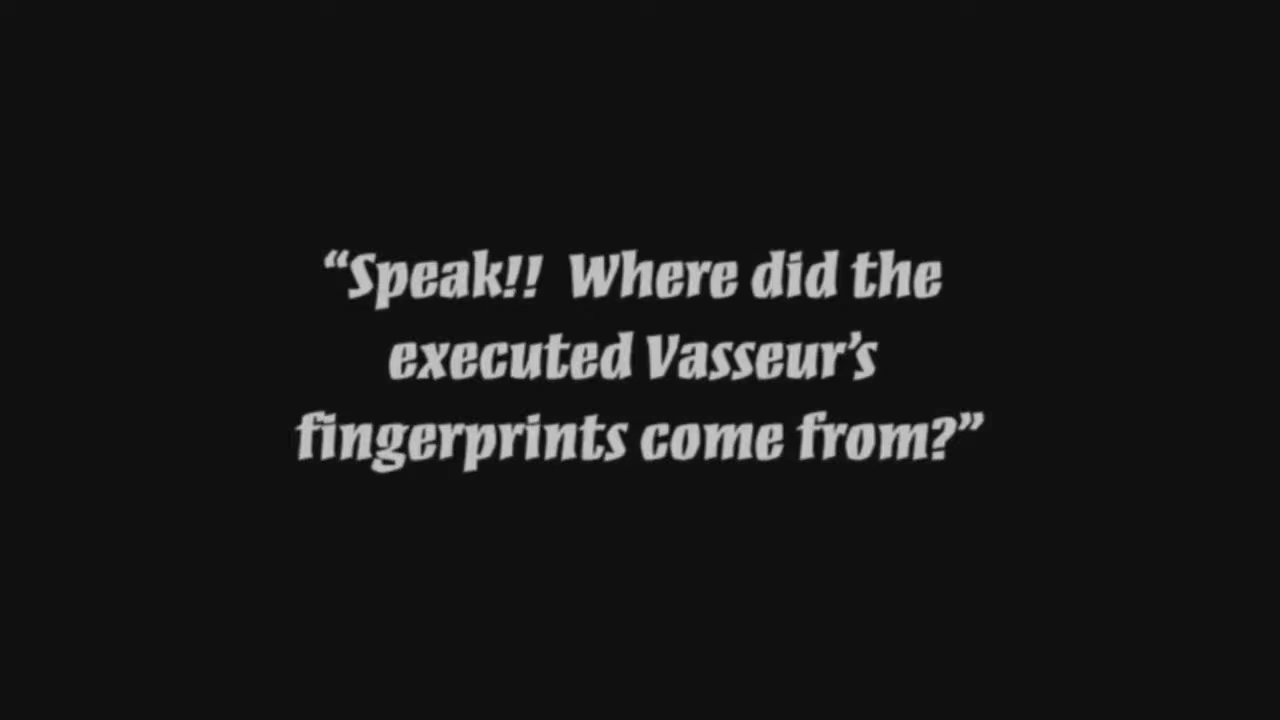 “Speak!!  Where did the
executed Vasseur’s
fingerprints come from?”